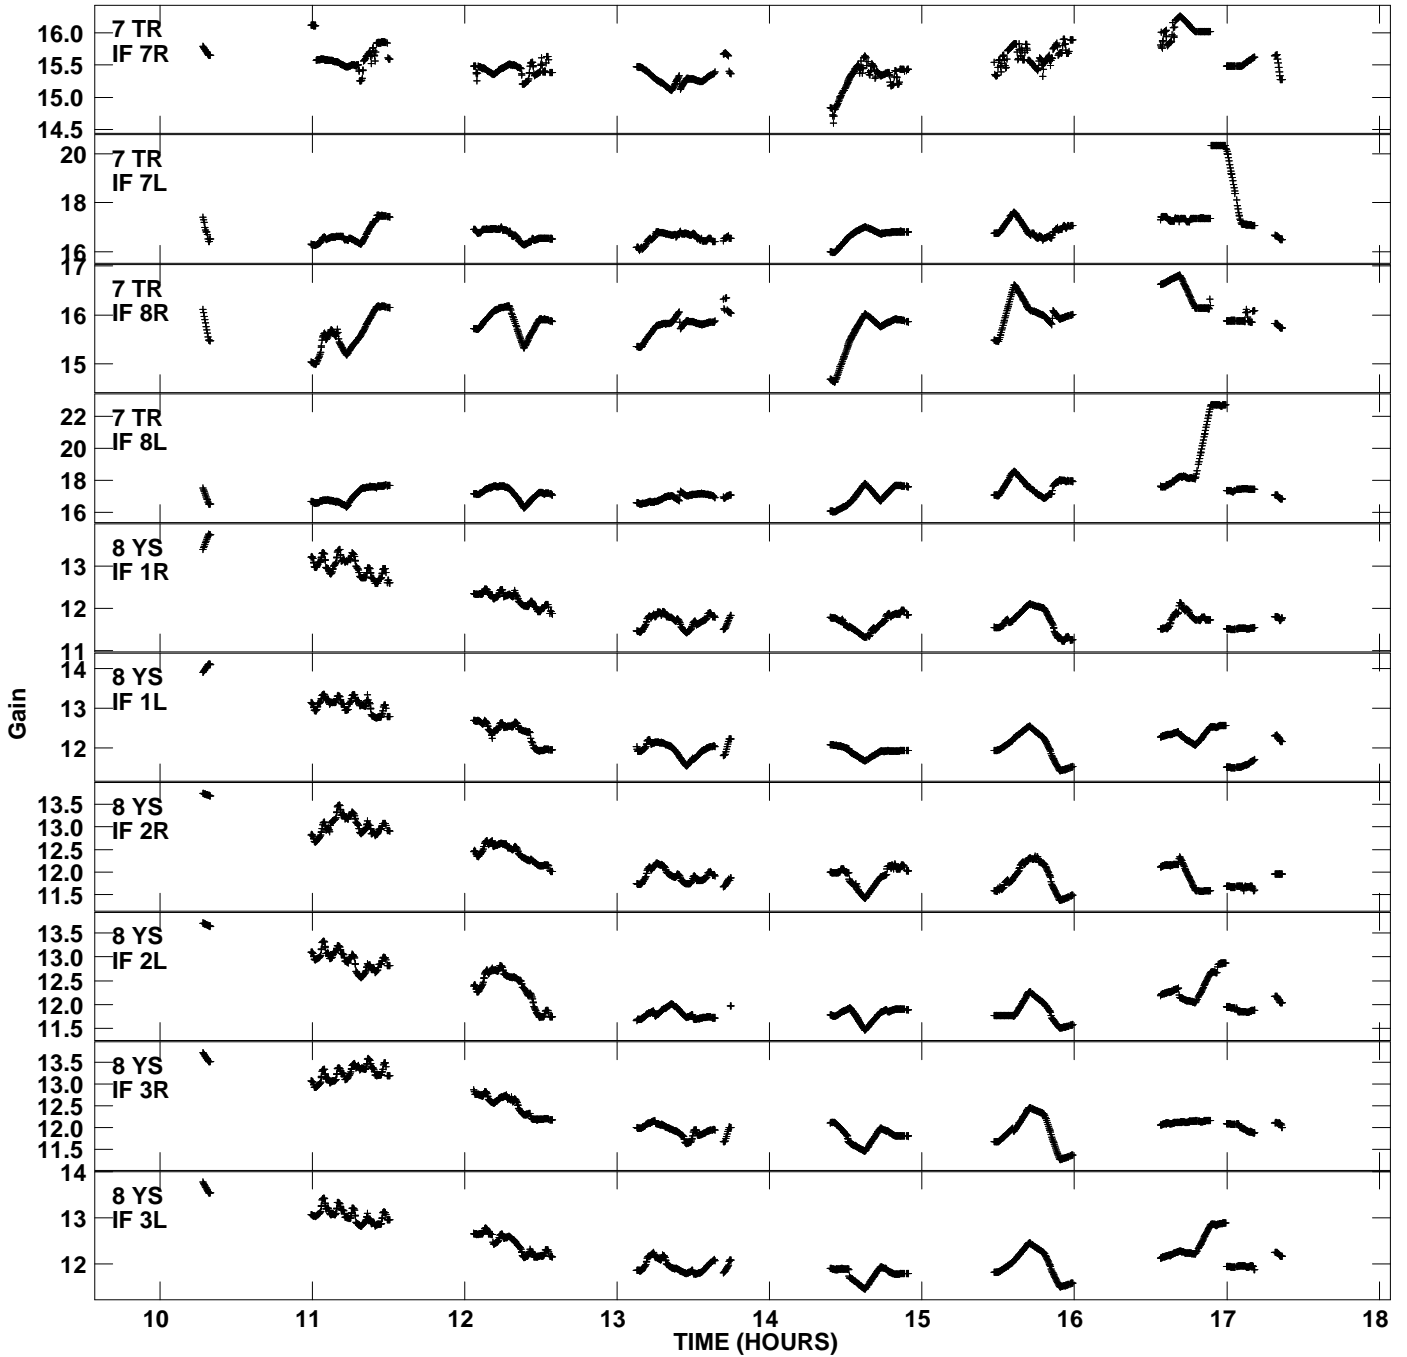 16.0
15.5
15.0
14.5
7 TR
IF 7R
20
18
16
7 TR
IF 7L
17
16
15
7 TR
IF 8R
22
20
18
16
7 TR
IF 8L
13
12
11
8 YS
IF 1R
14
13
12
8 YS
IF 1L
13.5
13.0
12.5
12.0
11.5
8 YS
IF 2R
13.5
13.0
12.5
12.0
11.5
8 YS
IF 2L
13.5
13.0
12.5
12.0
11.5
8 YS
IF 3R
14
13
12
8 YS
IF 3L
Gain
10 11 12 13 14 15 16 17 18
TIME (HOURS)